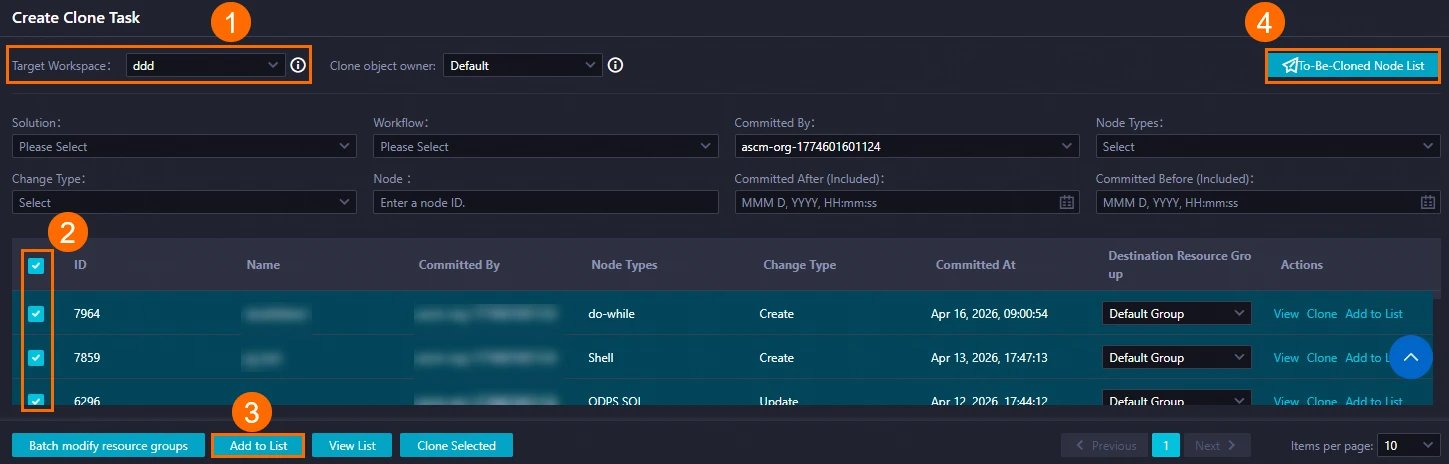 Create Clone Task
1
4
Target Workspace:
ddd
Clone object owner:
Default
To-Be-Cloned Node List
Solution:
Workflow:
Committed By:
Node Types:
Please Select
Please Select
ascm-org-1774601601124
Select
Change Type:
Node :
Committed After (Included):
Committed Before (Included):
Select
Enter a node ID.
MMM D, YYYY, HH:mm:ss
MMM D, YYYY, HH:mm:ss
2
ID
Name
Committed By
Node Types
Change Type
Committed At
Destination Resource Gro
up
Actions
7964
do-while
Create
Apr 16, 2026, 09:00:54
Default Group
View Clone Add to List
7859
Shell
Create
Apr 13, 2026, 17:47:13
Default Group
View Clone Add to L
6296
ODPS SQL
Update
Apr 12, 2026, 17:44:12
Default Group
View Clone Add to List
3
Batch modify resource groups
Add to List
View List
Clone Selected
Previous
1
Next
Items per page:
10